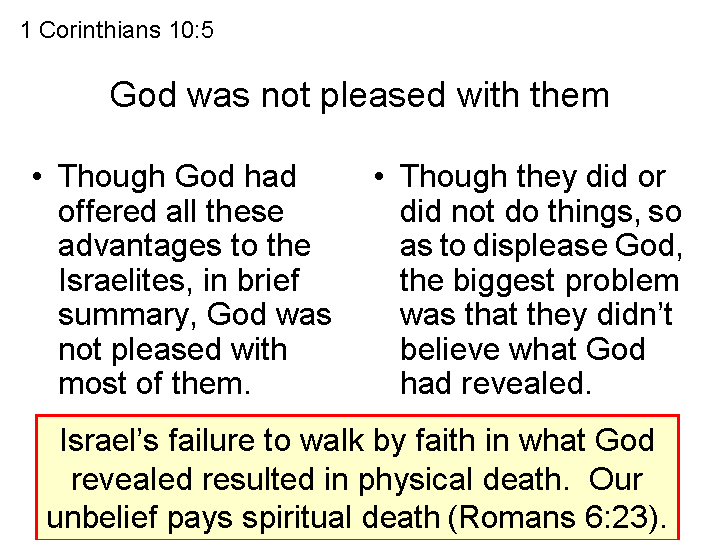 1 Corinthians 10:5
God was not pleased with them
• Though God had
offered all these
advantages to the
Israelites, in brief
summary, God was
not pleased with
most of them.
• Though they did or
did not do things, so
as to displease God,
the biggest problem
was that they didn’t
believe what God
had revealed.
Israel’s failure to walk by faith in what God
revealed resulted in physical death.  Our
unbelief pays spiritual death (Romans 6:23).